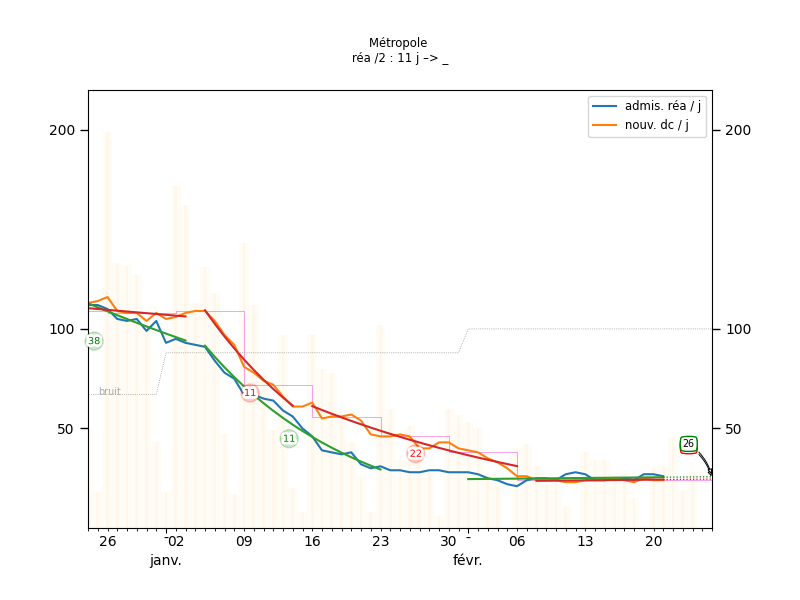 Métropole
réa /2 : 11 j –> _
admis. réa / j
nouv. dc / j
200
200
100
100
50
50
bruit
38
11
11
22
26
26
02
09
16
23
30
06
13
20
janv.
févr.